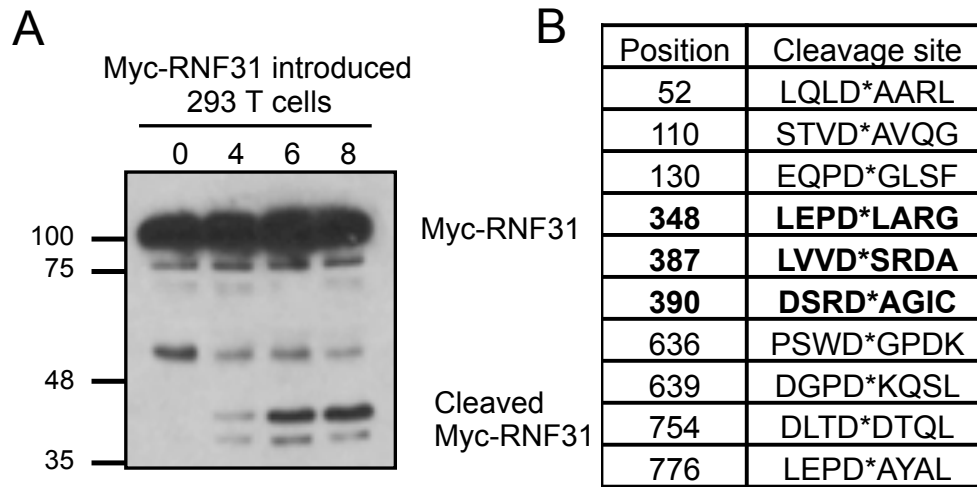 A
Myc-RNF31 introduced
293 T cells
0 4 6 8
100
75
48
35
Myc-RNF31
Cleaved
Myc-RNF31
B
Position Cleavage site
52 LQLD*AARL
110 STVD*AVQG
130 EQPD*GLSF
348 LEPD*LARG
387 LVVD*SRDA
390 DSRD*AGIC
636 PSWD*GPDK
639 DGPD*KQSL
754 DLTD*DTQL
776 LEPD*AYAL